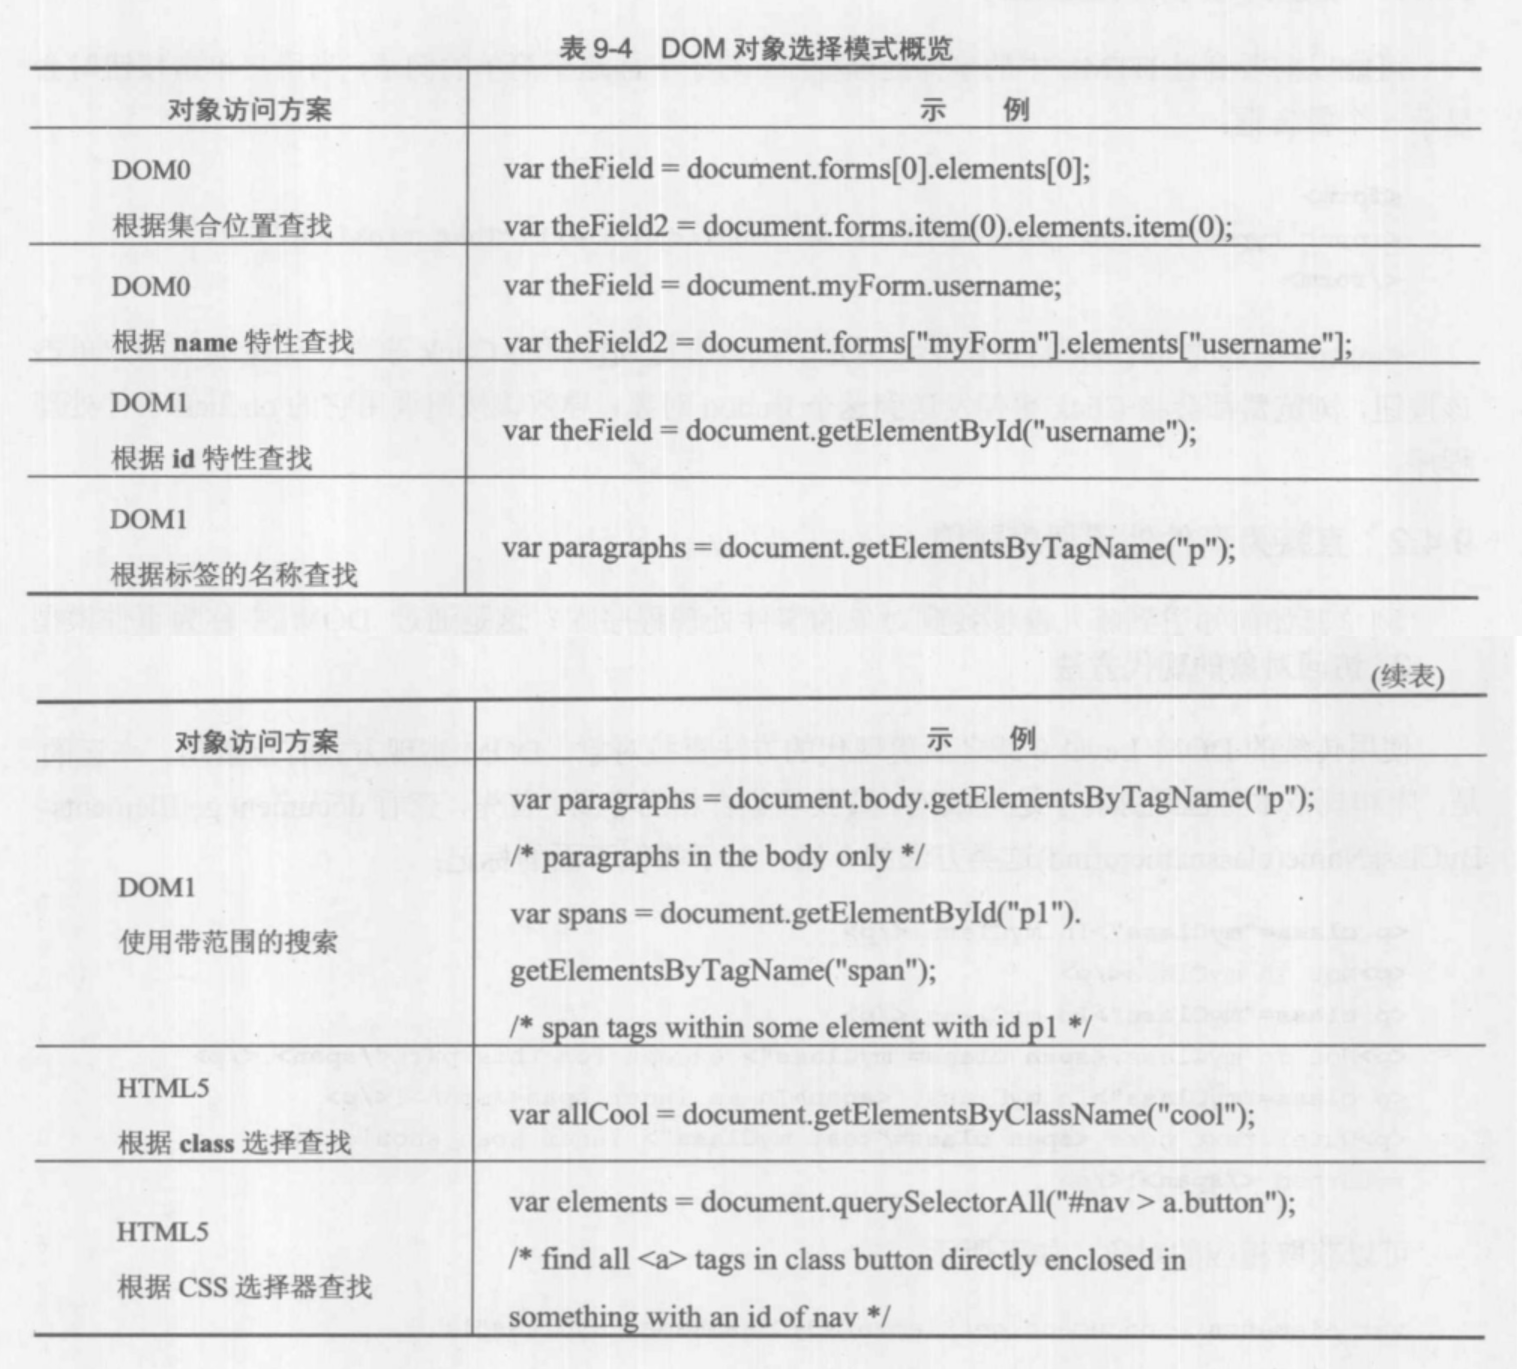 表 9-4 DOM 对象选择模式概览
对象访问方案
示 例
DOM0
根据集合位置查找
var theField = document.forms[0].elements[0];
var theField2 = document.forms.item(0).elements.item(0);
DOM0
根据 name 特性查找
var theField = document.myForm.username;
var theField2 = document.forms["myForm"].elements["username"];
DOM1
根据 id 特性查找
var theField = document.getElementById("username");
DOM1
根据标签的名称查找
var paragraphs = document.getElementsByTagName("p");
(续表)
对象访问方案
示 例
DOM1
使用带范围的搜索
var paragraphs = document.body.getElementsByTagName("p");
/* paragraphs in the body only */
var spans = document.getElementById("p1").
getElementsByTagName("span");
/* span tags within some element with id p1 */
HTML5
根据 class 选择查找
var allCool = document.getElementsByClassName("cool");
HTML5
根据 CSS 选择器查找
var elements = document.querySelectorAll("#nav > a.button");
/* find all <a> tags in class button directly enclosed in
something with an id of nav */